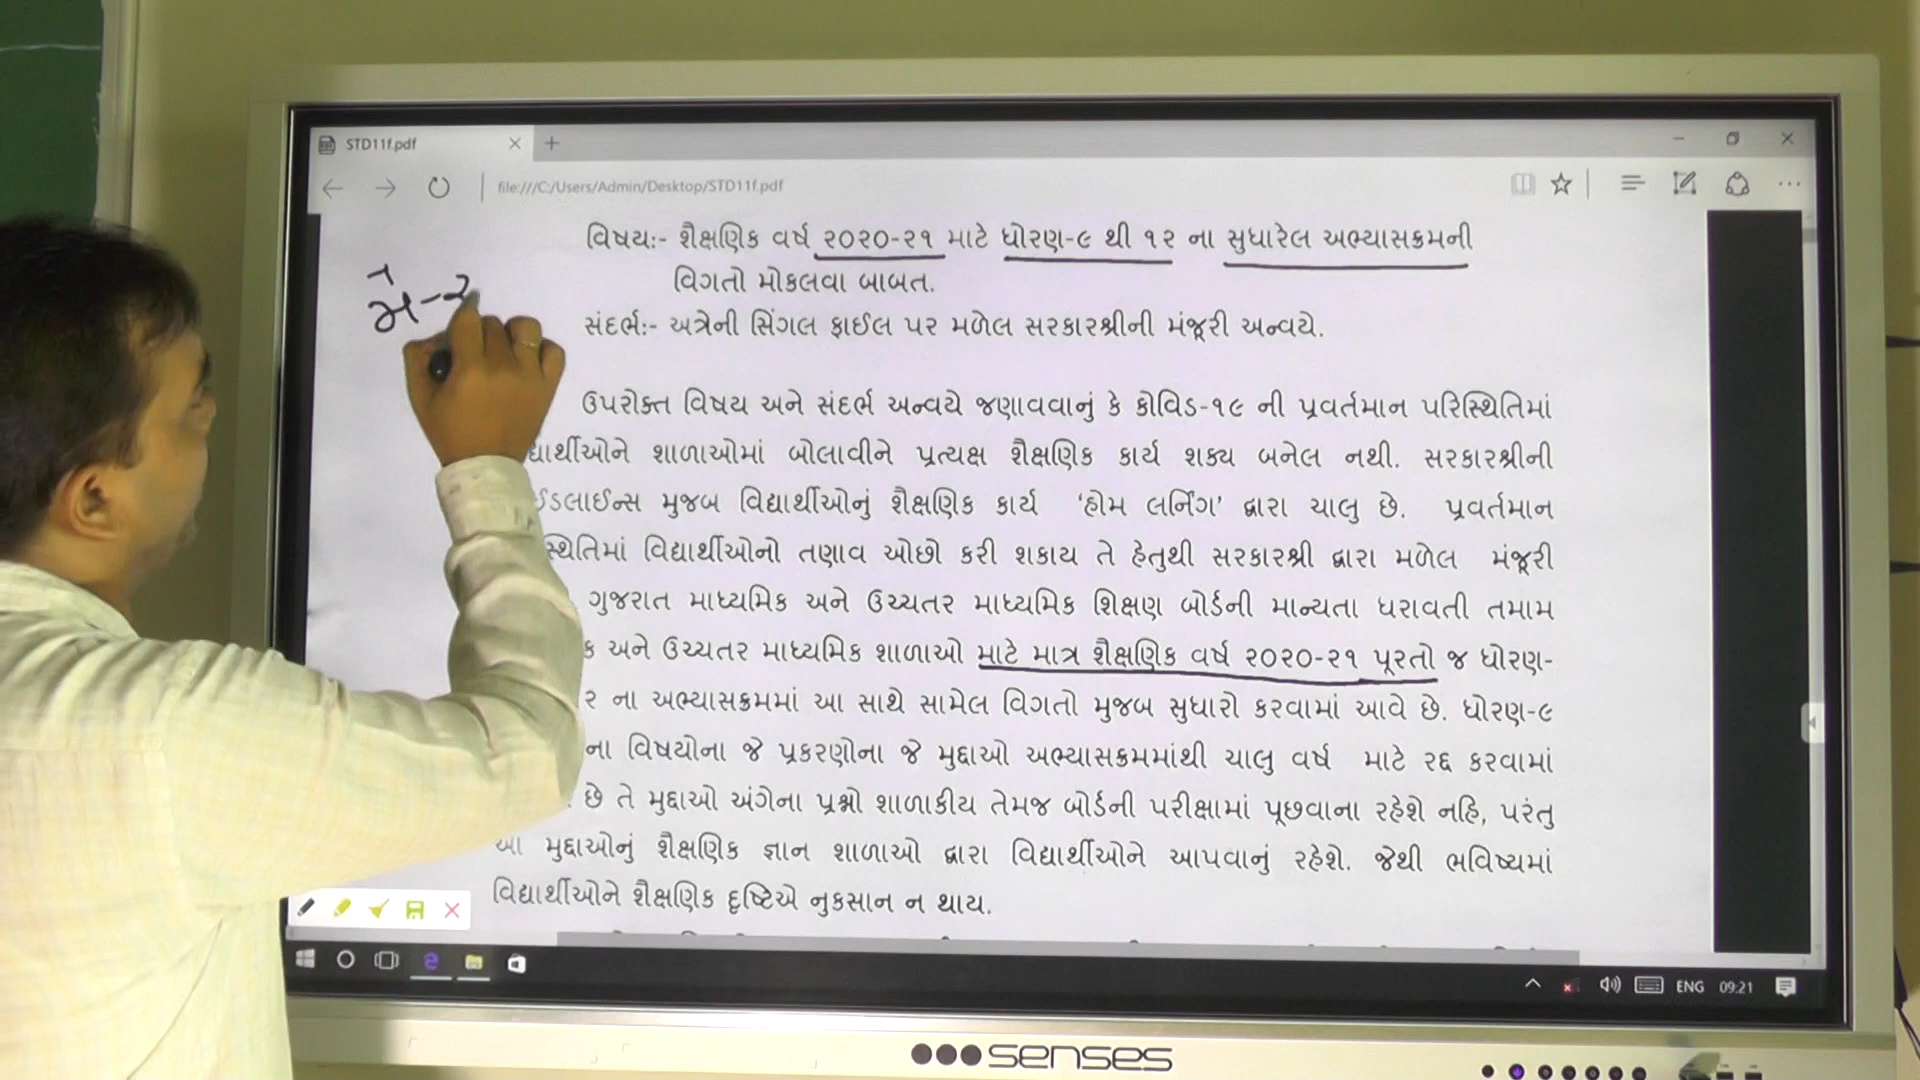 STD11f.pdf
file:///C:/Users/Admin/Desktop/STD11f.pdf
વિષય:- શૈક્ષણિક વર્ષ ૨૦૨૦-૨૧ માટે ધોરણ-૯ થી ૧૨ ના સુધારેલ અભ્યાસક્રમની
વિગતો મોકલવા બાબત.
મે-૨
સંદર્ભ:- અત્રેની સિંગલ ફાઈલ પર મળેલ સરકારશ્રીની મંજૂરી અન્વયે.
ઉપરોક્ત વિષય અને સંદર્ભ અન્વયે જણાવવાનું કે કોવિડ-૧૯ ની પ્રવર્તમાન પરિસ્થિતિમાં
દ્યાર્થીઓને શાળાઓમાં બોલાવીને પ્રત્યક્ષ શૈક્ષણિક કાર્ય શક્ય બનેલ નથી. સરકારશ્રીની
ઈડલાઈન્સ મુજબ વિદ્યાર્થીઓનું શૈક્ષણિક કાર્ય ‘હોમ લર્નિંગ’ દ્વારા ચાલુ છે. પ્રવર્તમાન
સ્થિતિમાં વિદ્યાર્થીઓનો તણાવ ઓછો કરી શકાય તે હેતુથી સરકારશ્રી દ્વારા મળેલ મંજૂરી
ગુજરાત માધ્યમિક અને ઉચ્ચતર માધ્યમિક શિક્ષણ બોર્ડની માન્યતા ધરાવતી તમામ
ક અને ઉચ્ચતર માધ્યમિક શાળાઓ માટે માત્ર શૈક્ષણિક વર્ષ ૨૦૨૦-૨૧ પૂરતો જ ધોરણ-
૨ ના અભ્યાસક્રમમાં આ સાથે સામેલ વિગતો મુજબ સુધારો કરવામાં આવે છે. ધોરણ-૯
ના વિષયોના જે પ્રકરણોના જે મુદ્દાઓ અભ્યાસક્રમમાંથી ચાલુ વર્ષ માટે રદ્દ કરવામાં
છે તે મુદ્દાઓ અંગેના પ્રશ્નો શાળાકીય તેમજ બોર્ડની પરીક્ષામાં પૂછવાના રહેશે નહિ, પરંતુ
આ મુદ્દાઓનું શૈક્ષણિક જ્ઞાન શાળાઓ દ્વારા વિદ્યાર્થીઓને આપવાનું રહેશે. જેથી ભવિષ્યમાં
વિદ્યાર્થીઓને શૈક્ષણિક દૃષ્ટિએ નુકસાન ન થાય.
ENG 09:21
senses